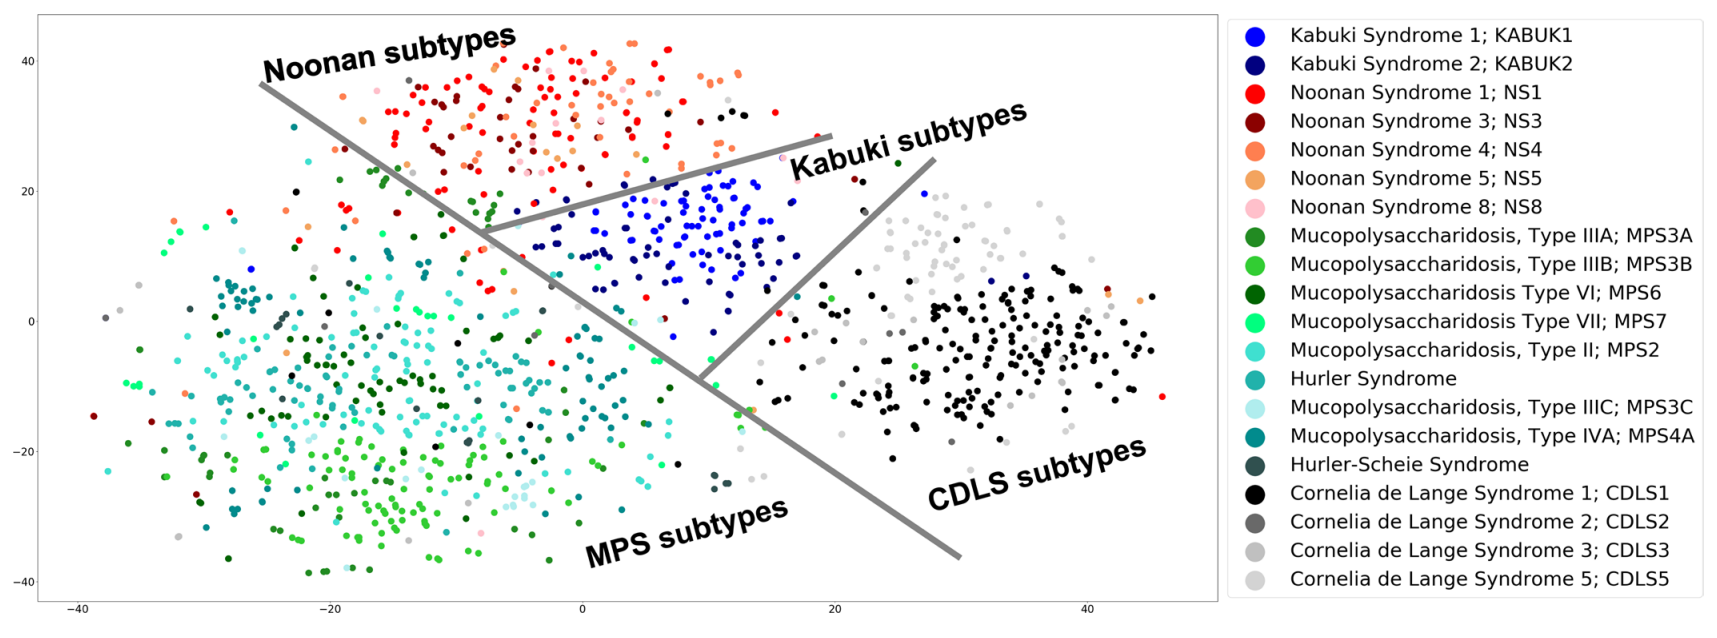 Noonan subtypes
Kabuki subtypes
CDLS subtypes
MPS subtypes
40
20
0
−20
−40
−40
−20
0
20
40
Kabuki Syndrome 1; KABUK1
Kabuki Syndrome 2; KABUK2
Noonan Syndrome 1; NS1
Noonan Syndrome 3; NS3
Noonan Syndrome 4; NS4
Noonan Syndrome 5; NS5
Noonan Syndrome 8; NS8
Mucopolysaccharidosis, Type IIIA; MPS3A
Mucopolysaccharidosis, Type IIIB; MPS3B
Mucopolysaccharidosis Type VI; MPS6
Mucopolysaccharidosis Type VII; MPS7
Mucopolysaccharidosis, Type II; MPS2
Hurler Syndrome
Mucopolysaccharidosis, Type IIIC; MPS3C
Mucopolysaccharidosis, Type IVA; MPS4A
Hurler-Scheie Syndrome
Cornelia de Lange Syndrome 1; CDLS1
Cornelia de Lange Syndrome 2; CDLS2
Cornelia de Lange Syndrome 3; CDLS3
Cornelia de Lange Syndrome 5; CDLS5